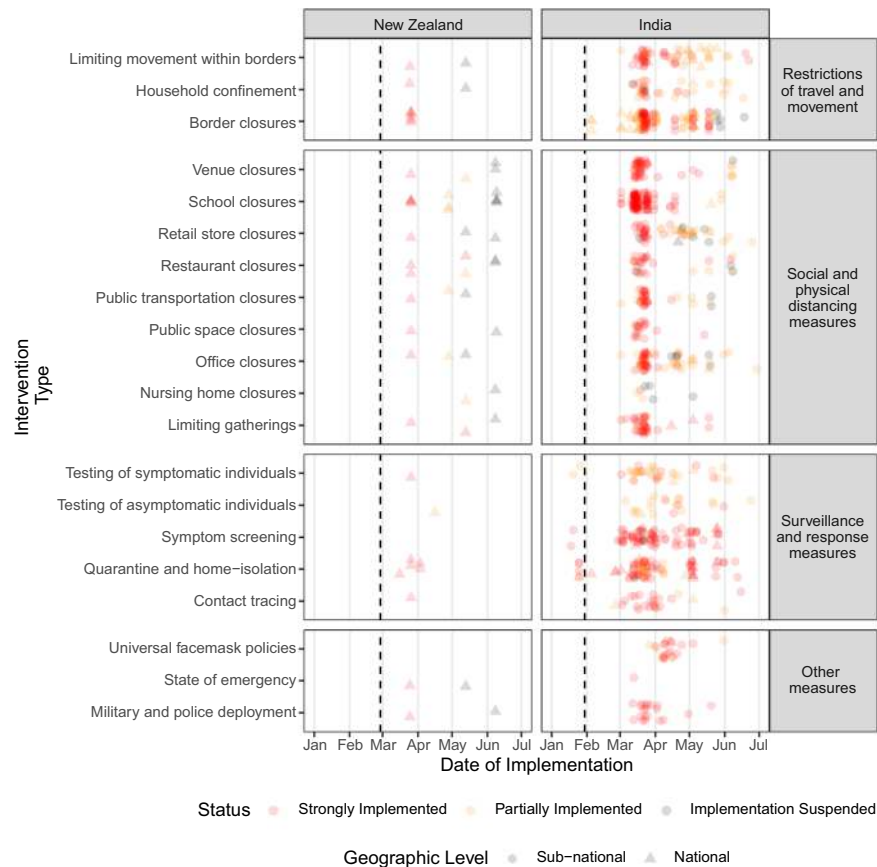 New Zealand
India
Limiting movement within borders
Household confinement
Border closures
Restrictions
of travel and
movement
Venue closures
School closures
Retail store closures
Restaurant closures
Public transportation closures
Public space closures
Office closures
Nursing home closures
Limiting gatherings
Social and
physical
distancing
measures
Intervention
Type
Testing of symptomatic individuals
Testing of asymptomatic individuals
Symptom screening
Quarantine and home−isolation
Contact tracing
Surveillance
and response
measures
Universal facemask policies
State of emergency
Military and police deployment
Other
measures
Jan Feb Mar Apr May Jun Jul Jan Feb Mar Apr May Jun Jul
Date of Implementation
Status Strongly Implemented Partially Implemented Implementation Suspended
Geographic Level Sub−national National